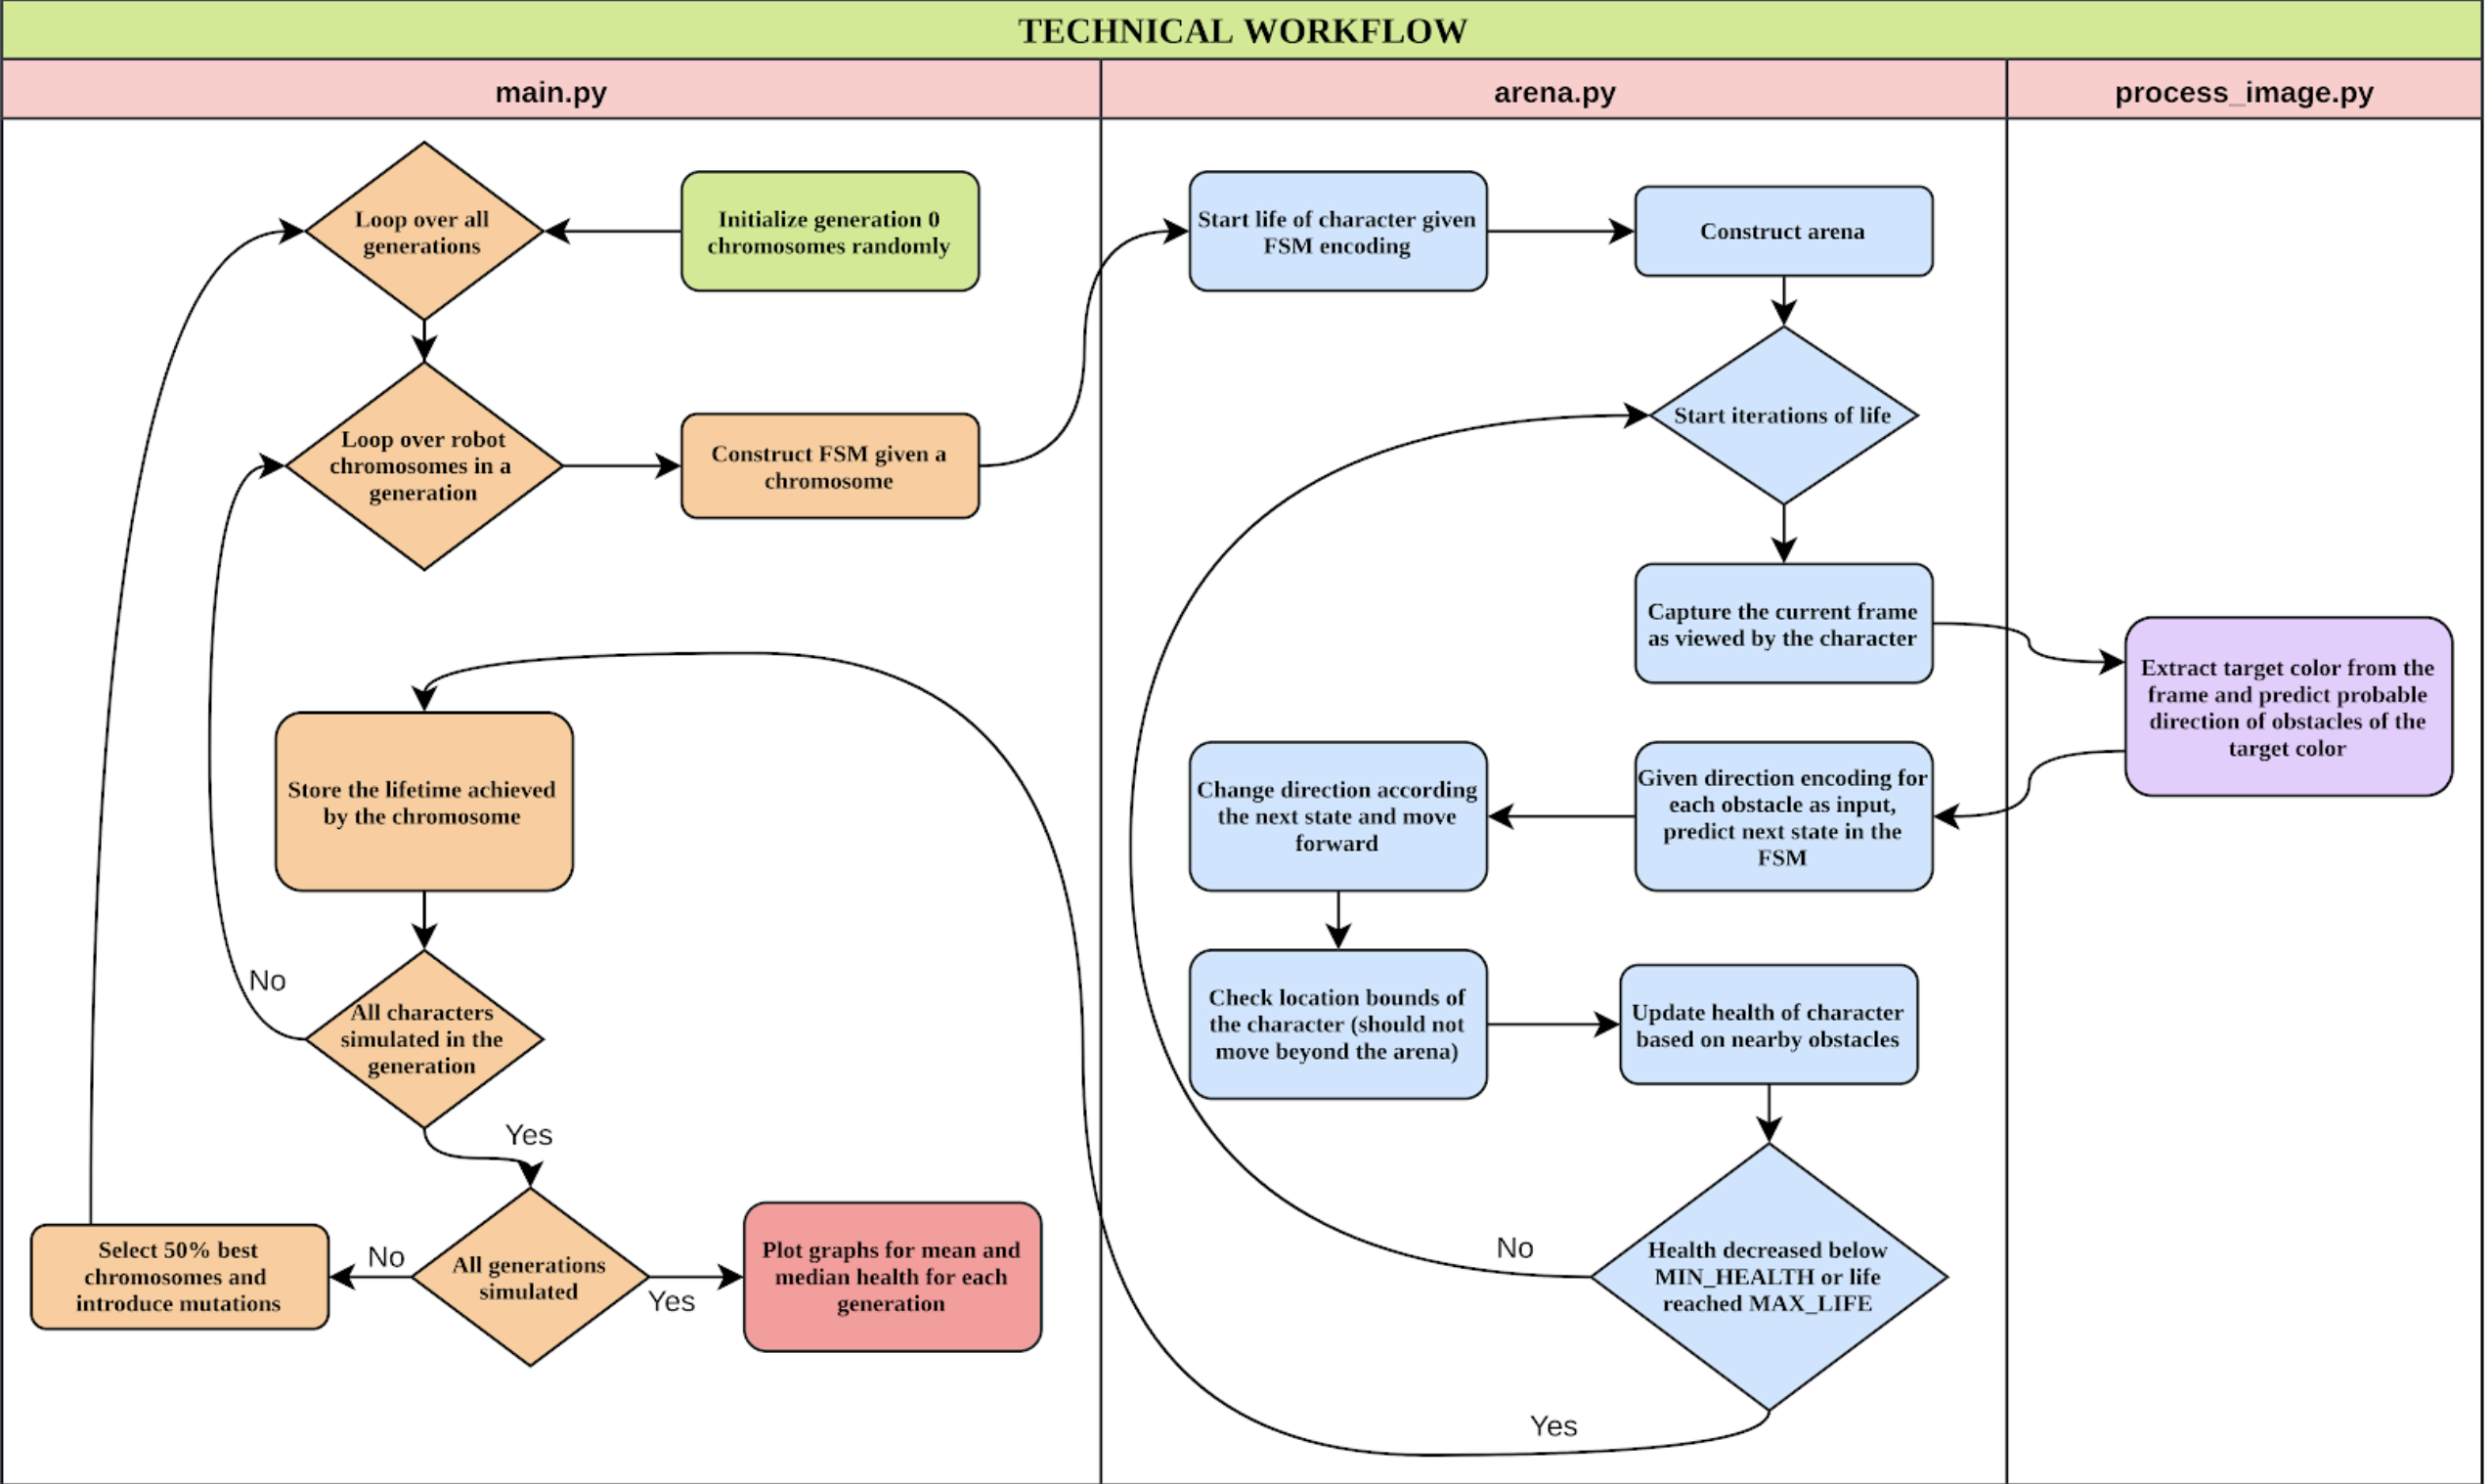 TECHNICAL WORKFLOW
main.py
arena.py
process_image.py
Loop over all
generations
Initialize generation 0
chromosomes randomly
Loop over robot
chromosomes in a
generation
Construct FSM given a
chromosome
Store the lifetime achieved
by the chromosome
No
All characters
simulated in the
generation
Yes
Select 50% best
chromosomes and
introduce mutations
No
All generations
simulated
Yes
Plot graphs for mean and
median health for each
generation
Start life of character given
FSM encoding
Construct arena
Start iterations of life
Capture the current frame
as viewed by the character
Change direction according
the next state and move
forward
Given direction encoding for
each obstacle as input,
predict next state in the
FSM
Check location bounds of
the character (should not
move beyond the arena)
Update health of character
based on nearby obstacles
No
Health decreased below
MIN_HEALTH or life
reached MAX_LIFE
Yes
Extract target color from the
frame and predict probable
direction of obstacles of the
target color